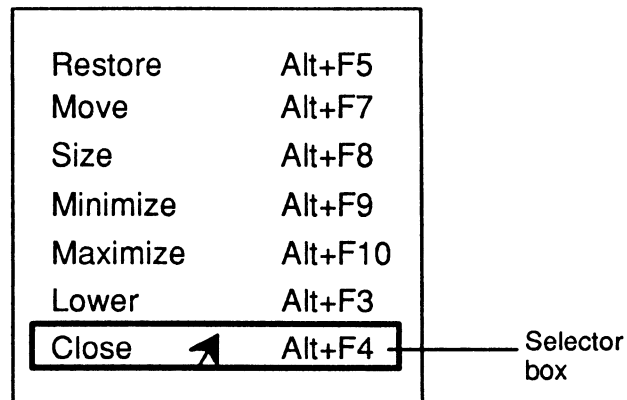 Restore Alt+F5
Move Alt+F7
Size Alt+F8
Minimize Alt+F9
Maximize Alt+F10
Lower Alt+F3
Close Alt+F4
Selector
box